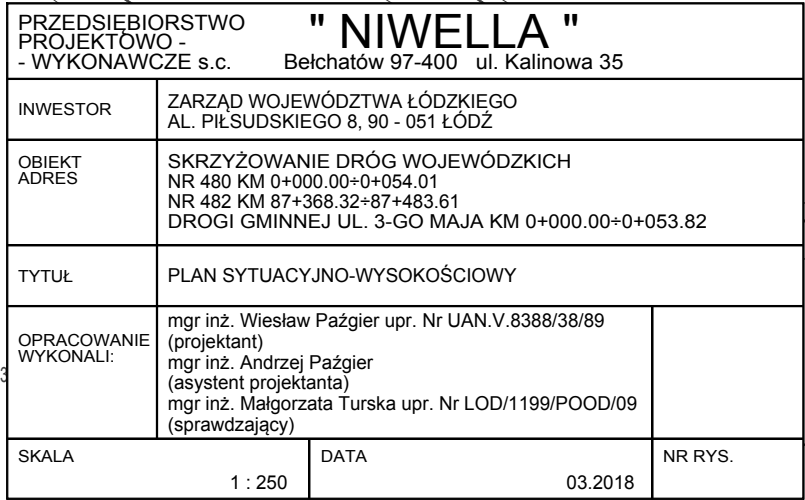 PRZEDSIĘBIORSTWO
PROJEKTOWO -
- WYKONAWCZE s.c.
" NIWELLA "
Bełchatów 97-400 ul. Kalinowa 35
INWESTOR
ZARZĄD WOJEWÓDZTWA ŁÓDZKIEGO
AL. PIŁSUDSKIEGO 8, 90 - 051 ŁÓDŹ
OBIEKT
ADRES
SKRZYŻOWANIE DRÓG WOJEWÓDZKICH
NR 480 KM 0+000.00÷0+054.01
NR 482 KM 87+368.32÷87+483.61
DROGI GMINNEJ UL. 3-GO MAJA KM 0+000.00÷0+053.82
TYTUŁ
PLAN SYTUACYJNO-WYSOKOŚCIOWY
OPRACOWANIE
WYKONALI:
mgr inż. Wiesław Paźgier upr. Nr UAN.V.8388/38/89
(projektant)
mgr inż. Andrzej Paźgier
(asystent projektanta)
mgr inż. Małgorzata Turska upr. Nr LOD/1199/POOD/09
(sprawdzający)
SKALA
1 : 250
DATA
03.2018
NR RYS.
3